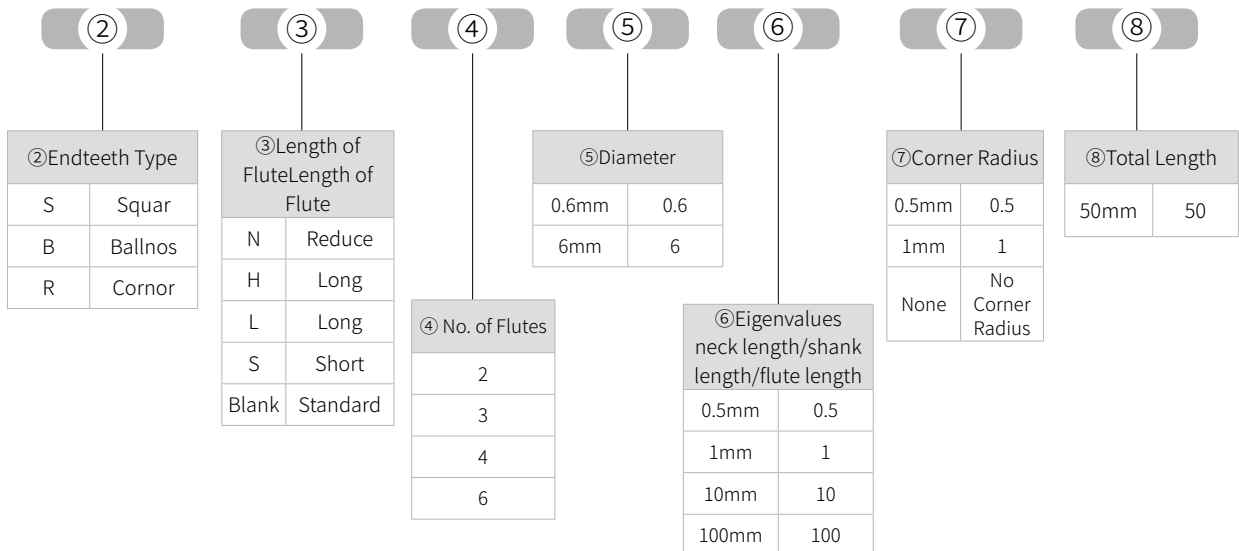 ② ③ ④ ⑤ ⑥ ⑦ ⑧
②Endteeth Type
S Squar
B Ballnos
R Cornor
③Length of
FluteLength of
Flute
N Reduce
H Long
L Long
S Short
Blank Standard
④ No. of Flutes
2
3
4
6
⑤Diameter
0.6mm 0.6
6mm 6
⑥Eigenvalues
neck length/shank
length/flute length
0.5mm 0.5
1mm 1
10mm 10
100mm 100
⑦Corner Radius
0.5mm 0.5
1mm 1
None No
Corner
Radius
⑧Total Length
50mm 50